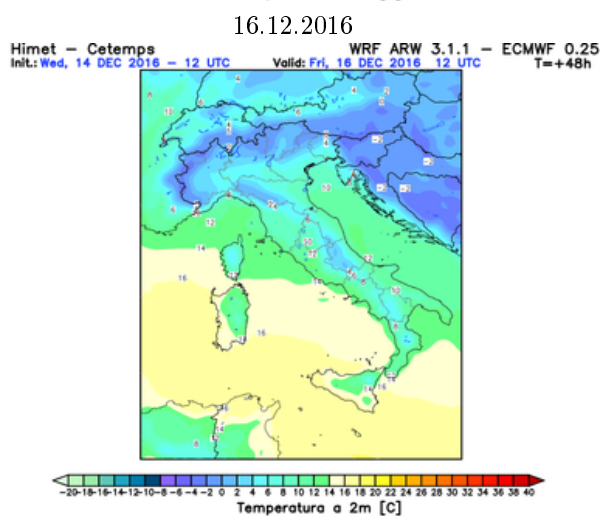 16.12.2016
Himet – Cetemps WRF ARW 3.1.1 – ECMWF 0.25
Init.: Wed, 14 DEC 2016 – 12 UTC Valid: Fri, 16 DEC 2016 12 UTC T=+48h
-20 -18 -16 -14 -12 -10 -8 -6 -4 -2 0 2 4 6 8 10 12 14 16 18 20 22 24 26 28 30 32 34 36 38 40
Temperatura a 2m [C]